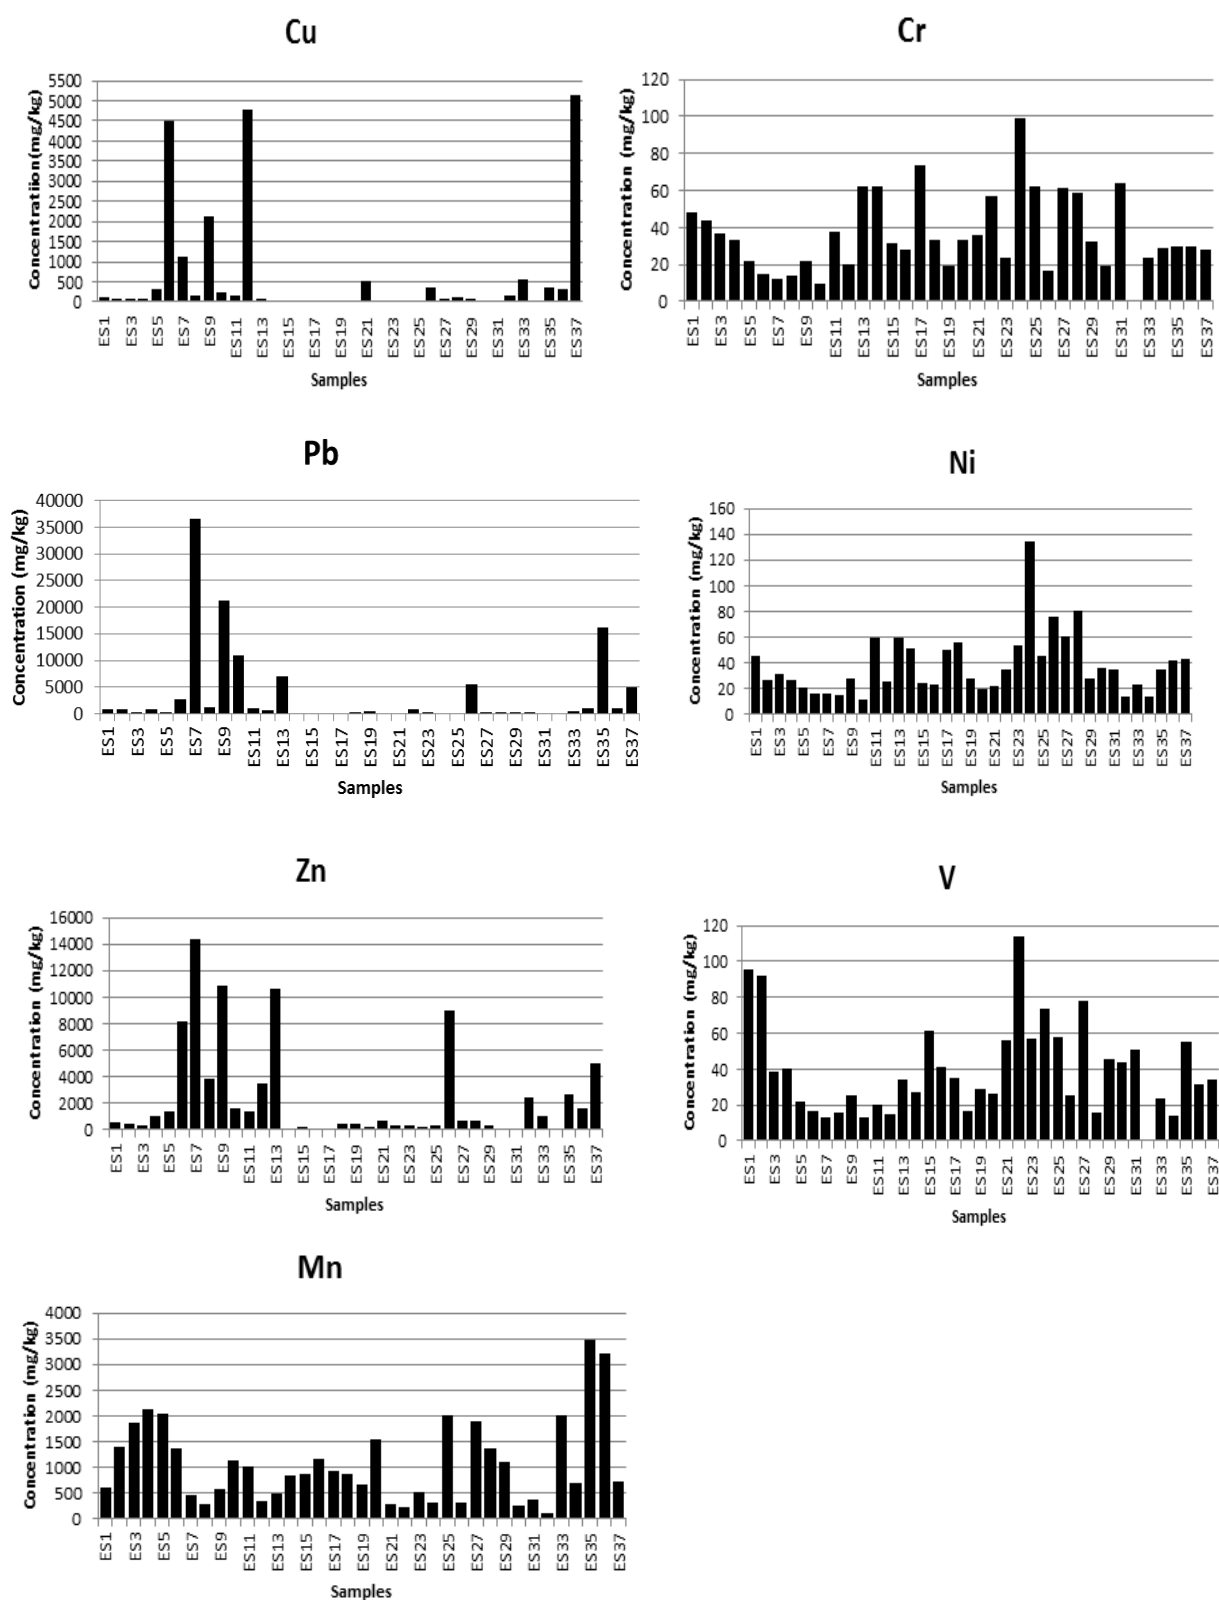 Cu
Concentratiion(mg/kg)
5500
5000
4500
4000
3500
3000
2500
2000
1500
1000
500
0
ES1 ES3 ES5 ES7 ES9 ES11 ES13 ES15 ES17 ES19 ES21 ES23 ES25 ES27 ES29 ES31 ES33 ES35 ES37
Samples
Cr
Concentration (mg/kg)
120
100
80
60
40
20
0
ES1 ES3 ES5 ES7 ES9 ES11 ES13 ES15 ES17 ES19 ES21 ES23 ES25 ES27 ES29 ES31 ES33 ES35 ES37
Samples
Pb
Concentration (mg/kg)
40000
35000
30000
25000
20000
15000
10000
5000
0
ES1 ES3 ES5 ES7 ES9 ES11 ES13 ES15 ES17 ES19 ES21 ES23 ES25 ES27 ES29 ES31 ES33 ES35 ES37
Samples
Ni
Concentration (mg/kg)
160
140
120
100
80
60
40
20
0
ES1 ES3 ES5 ES7 ES9 ES11 ES13 ES15 ES17 ES19 ES21 ES23 ES25 ES27 ES29 ES31 ES33 ES35 ES37
Samples
Zn
Concentration (mg/kg)
16000
14000
12000
10000
8000
6000
4000
2000
0
ES1 ES3 ES5 ES7 ES9 ES11 ES13 ES15 ES17 ES19 ES21 ES23 ES25 ES27 ES29 ES31 ES33 ES35 ES37
Samples
V
Concentration (mg/kg)
120
100
80
60
40
20
0
ES1 ES3 ES5 ES7 ES9 ES11 ES13 ES15 ES17 ES19 ES21 ES23 ES25 ES27 ES29 ES31 ES33 ES35 ES37
Samples
Mn
Concentration (mg/kg)
4000
3500
3000
2500
2000
1500
1000
500
0
ES1 ES3 ES5 ES7 ES9 ES11 ES13 ES15 ES17 ES19 ES21 ES23 ES25 ES27 ES29 ES31 ES33 ES35 ES37
Samples